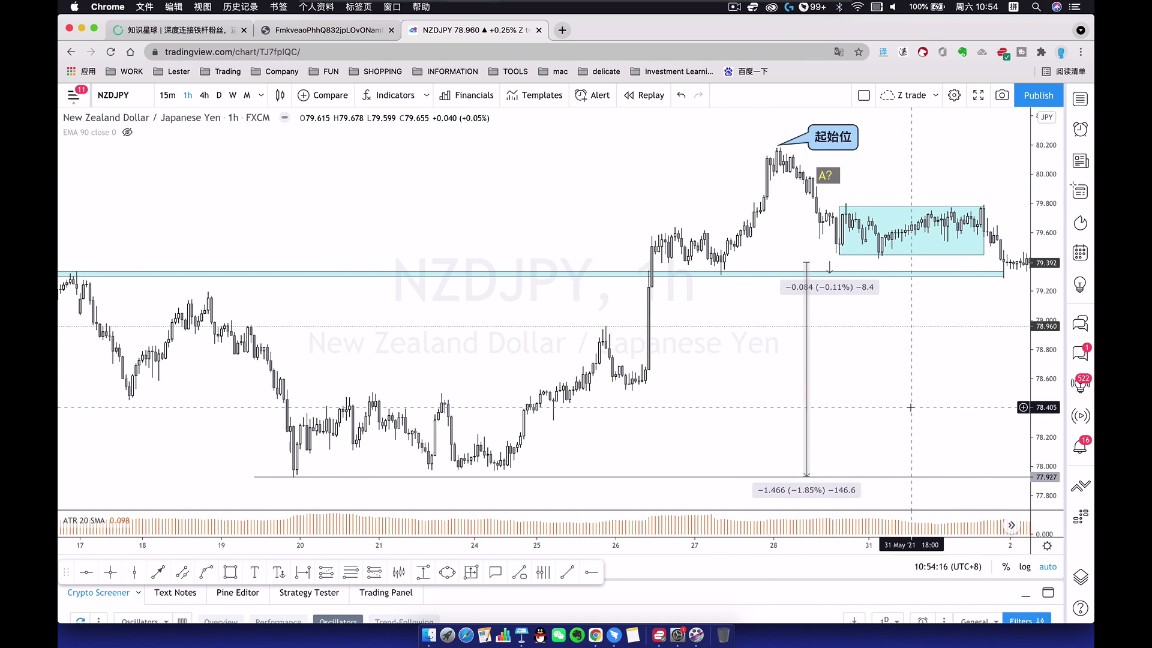 Chrome 文件 编辑 视图 历史记录 书签 个人资料 标签页 窗口 帮助
99+ 100% 周六 10:54 拼
知识星球 | 深度连接铁杆粉丝,
FmkveaoPhhQ832jpLOvONaml
NZDJPY 78.960 ▲ +0.25% Z t
tradingview.com/chart/TJ7fpIQC/
应用 WORK Lester Trading Company FUN SHOPPING INFORMATION TOOLS mac delicate Investment Learni... 百度一下 阅读清单
11 NZDJPY 15m 1h 4h D W M Compare Indicators Financials Templates Alert Replay Z trade Publish
New Zealand Dollar / Japanese Yen · 1h · FXCM O79.615 H79.678 L79.599 C79.655 +0.040 (+0.05%)
JPY
EMA 90 close 0
起始位
A?
80.200
80.000
79.800
79.600
79.392
79.200
79.000
78.960
78.800
78.600
78.405
78.200
78.000
77.927
77.800
NZDJPY, 1h
New Zealand Dollar / Japanese Yen
−0.084 (−0.11%) −8.4
−1.466 (−1.85%) −146.6
1
522
16
ATR 20 SMA 0.098
0.000
17 18 19 20 21 24 25 26 27 28 31 31 May '21 18:00 2
10:54:16 (UTC+8) % log auto
Crypto Screener Text Notes Pine Editor Strategy Tester Trading Panel
Oscillators Overview Performance Oscillators Trend-Following 1D General Filters